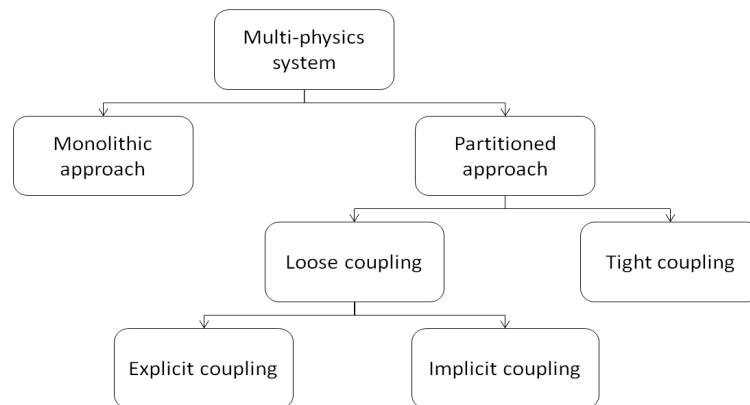 Multi-physics
system
Monolithic
approach
Partitioned
approach
Loose coupling
Tight coupling
Explicit coupling
Implicit coupling